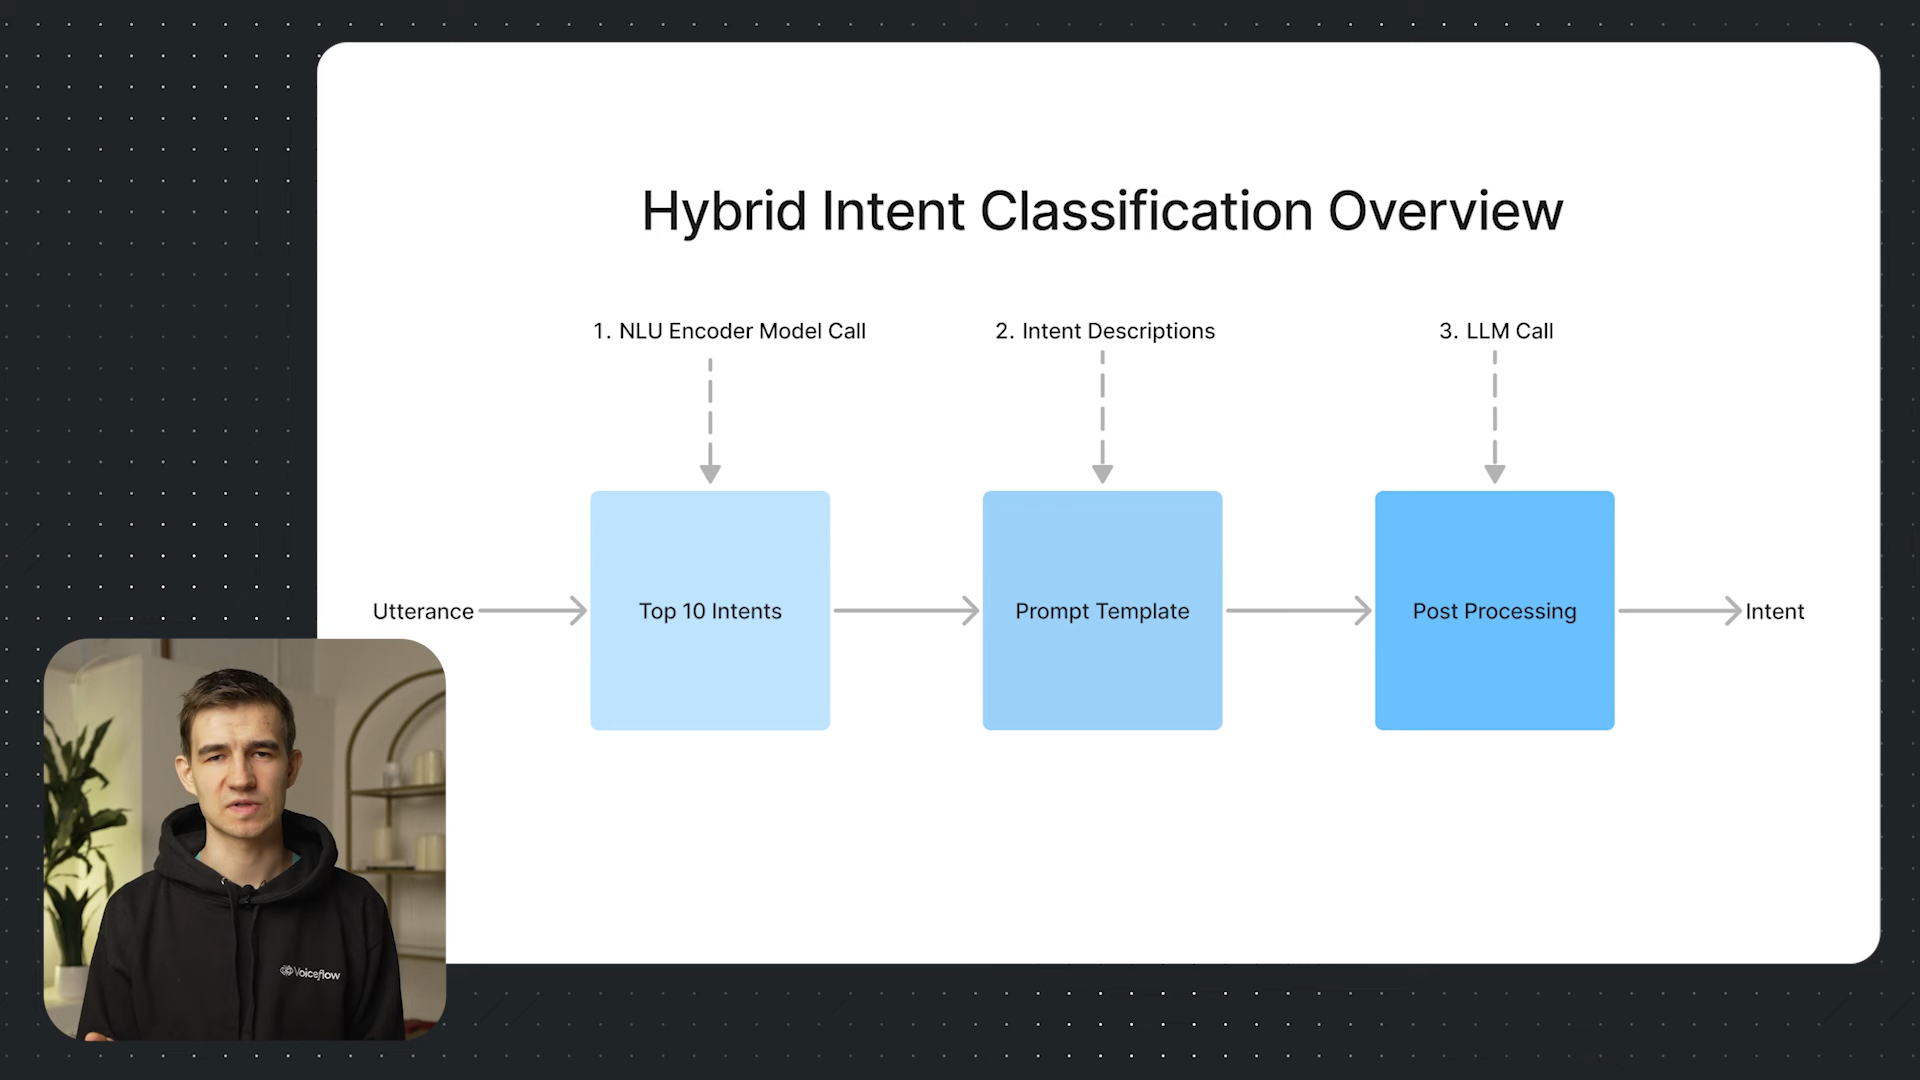 Hybrid Intent Classification Overview
1. NLU Encoder Model Call
2. Intent Descriptions
3. LLM Call
Utterance
Top 10 Intents
Prompt Template
Post Processing
Intent
Voiceflow